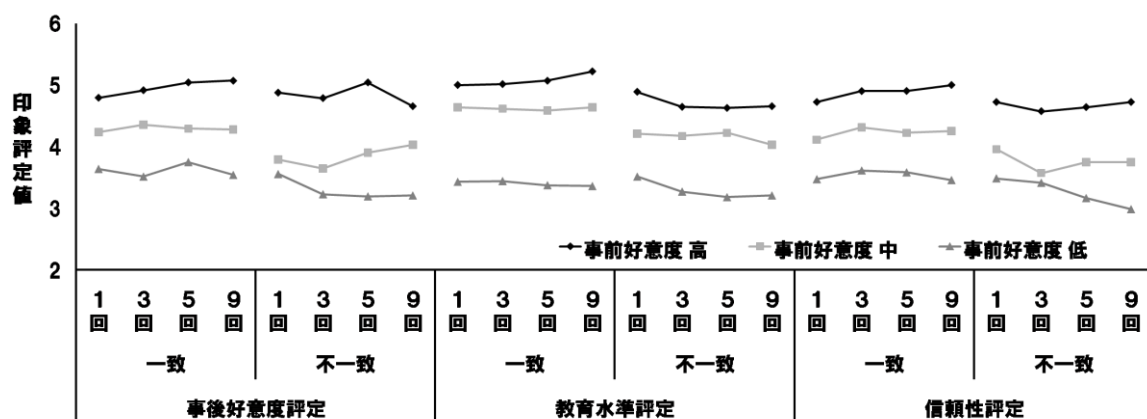 6
5
4
3
2
印象評定値
事前好意度 高 事前好意度 中 事前好意度 低
1回 3回 5回 9回 1回 3回 5回 9回 1回 3回 5回 9回 1回 3回 5回 9回 1回 3回 5回 9回 1回 3回 5回 9回
一致 不一致 一致 不一致 一致 不一致
事後好意度評定 教育水準評定 信頼性評定